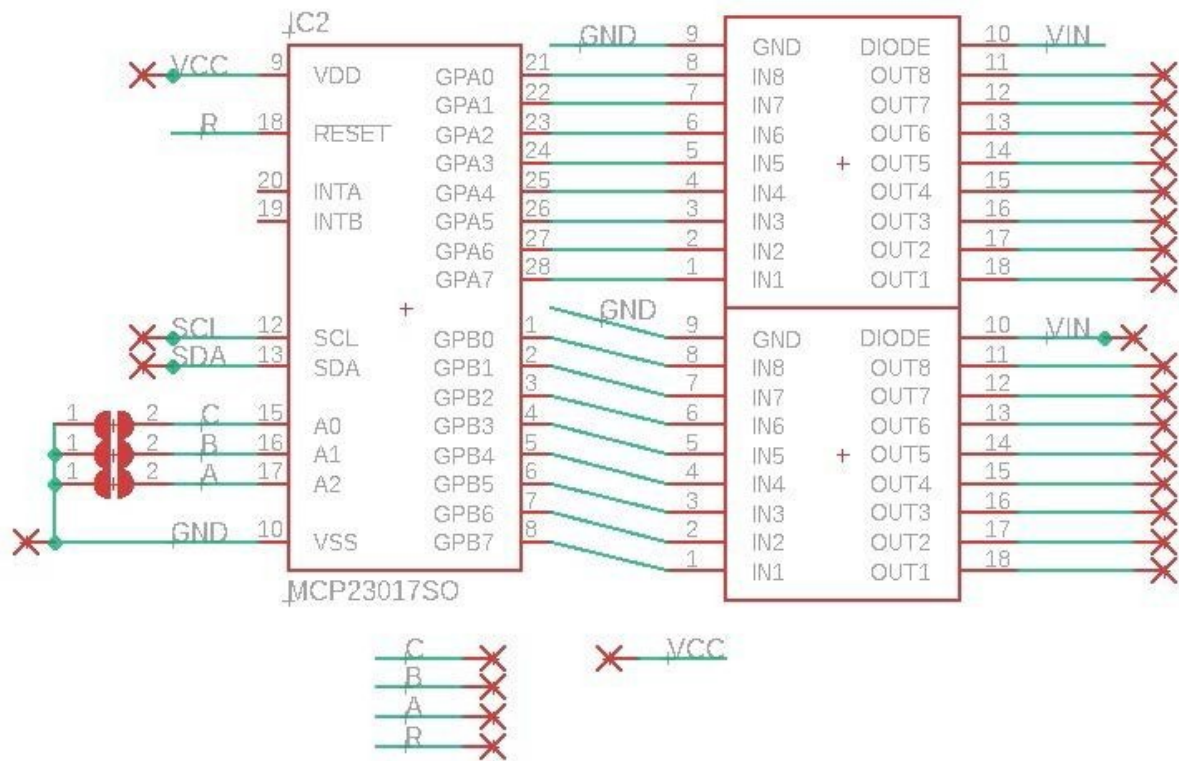 IC2
VCC 9 VDD GPA0 21 GND 9 GND DIODE 10 VIN
8 IN8 OUT8 11
GPA1 22 7 IN7 OUT7 12
R 18 RESET GPA2 23 6 IN6 OUT6 13
GPA3 24 5 IN5 OUT5 14
20 INTA GPA4 25 4 IN4 OUT4 15
19 INTB GPA5 26 3 IN3 OUT3 16
GPA6 27 2 IN2 OUT2 17
GPA7 28 1 IN1 OUT1 18
GND
SCL 12 SCL GPB0 1 9 GND DIODE 10 VIN
SDA 13 SDA GPB1 2 8 IN8 OUT8 11
GPB2 3 7 IN7 OUT7 12
1 2 C 15 A0 GPB3 4 6 IN6 OUT6 13
1 2 B 16 A1 GPB4 5 5 IN5 OUT5 14
1 2 A 17 A2 GPB5 6 4 IN4 OUT4 15
GPB6 7 3 IN3 OUT3 16
GND 10 VSS GPB7 8 2 IN2 OUT2 17
1 IN1 OUT1 18
MCP23017SO
C VCC
B
A
R